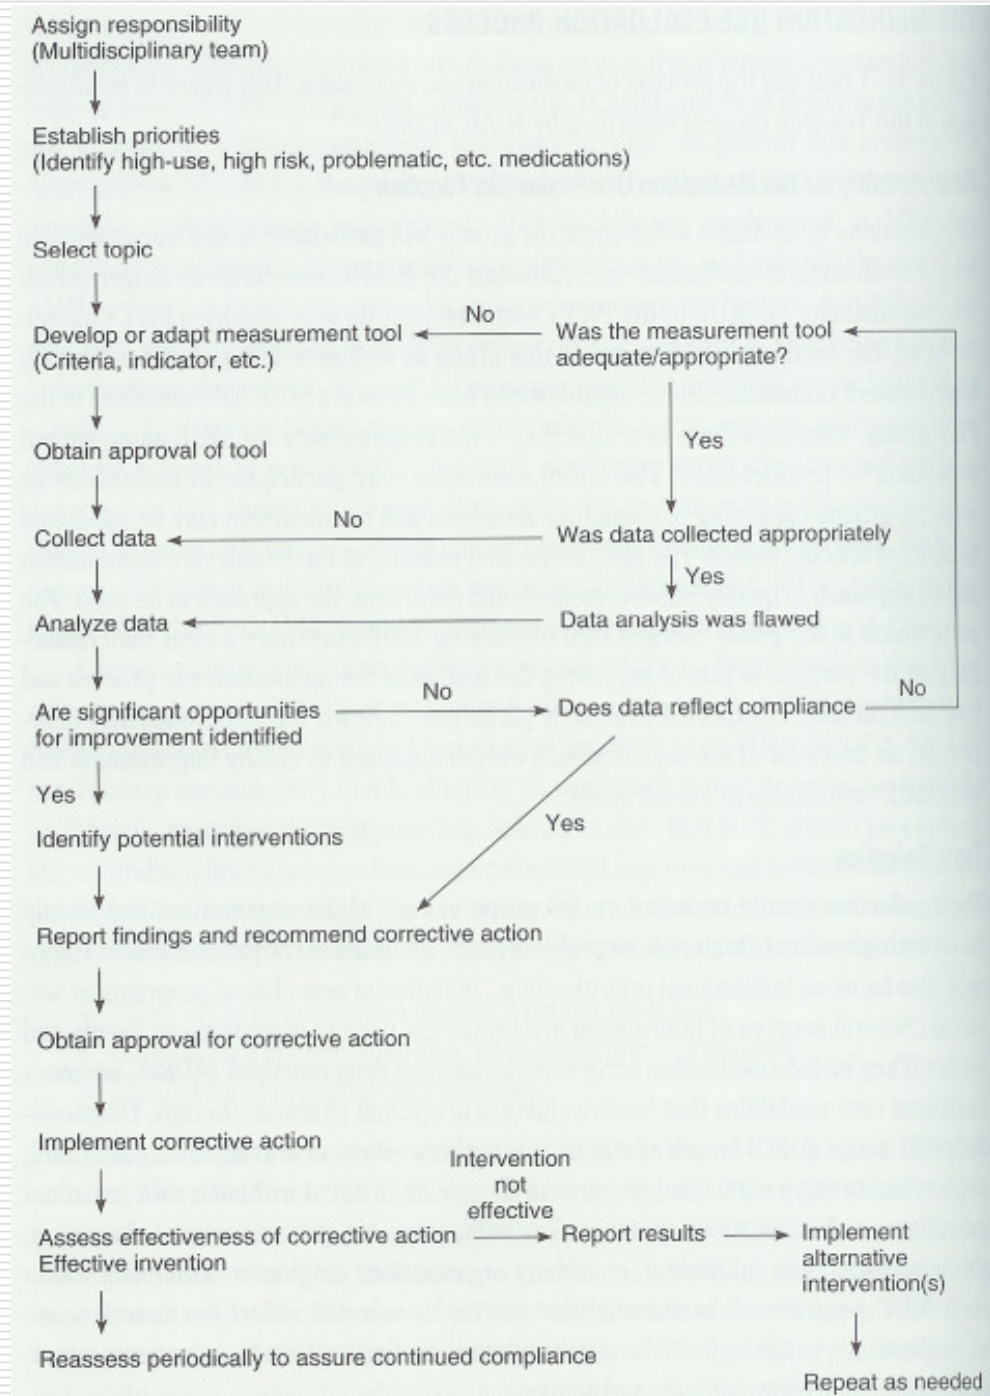 Assign responsibility
(Multidisciplinary team)
Establish priorities
(Identify high-use, high risk, problematic, etc. medications)
Select topic
Develop or adapt measurement tool
(Criteria, indicator, etc.)
No
Was the measurement tool
adequate/appropriate?
Yes
Obtain approval of tool
Collect data
No
Was data collected appropriately
Yes
Analyze data
Data analysis was flawed
Are significant opportunities
for improvement identified
No
Does data reflect compliance
No
Yes
Yes
Identify potential interventions
Report findings and recommend corrective action
Obtain approval for corrective action
Implement corrective action
Intervention
not
effective
Assess effectiveness of corrective action
Effective invention
Report results
Implement
alternative
intervention(s)
Reassess periodically to assure continued compliance
Repeat as needed